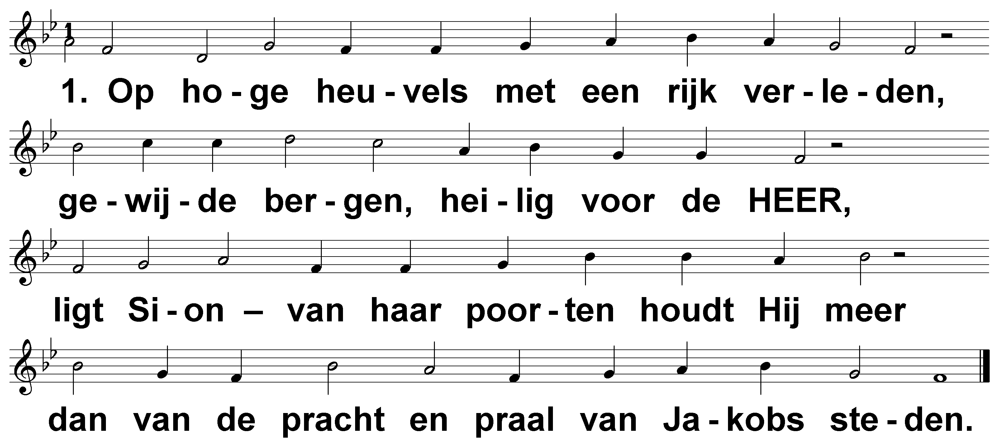 1
1. Op ho - ge heu - vels met een rijk ver - le - den,
ge - wij - de ber - gen, hei - lig voor de HEER,
ligt Si - on – van haar poor - ten houdt Hij meer
dan van de pracht en praal van Ja - kobs ste - den.